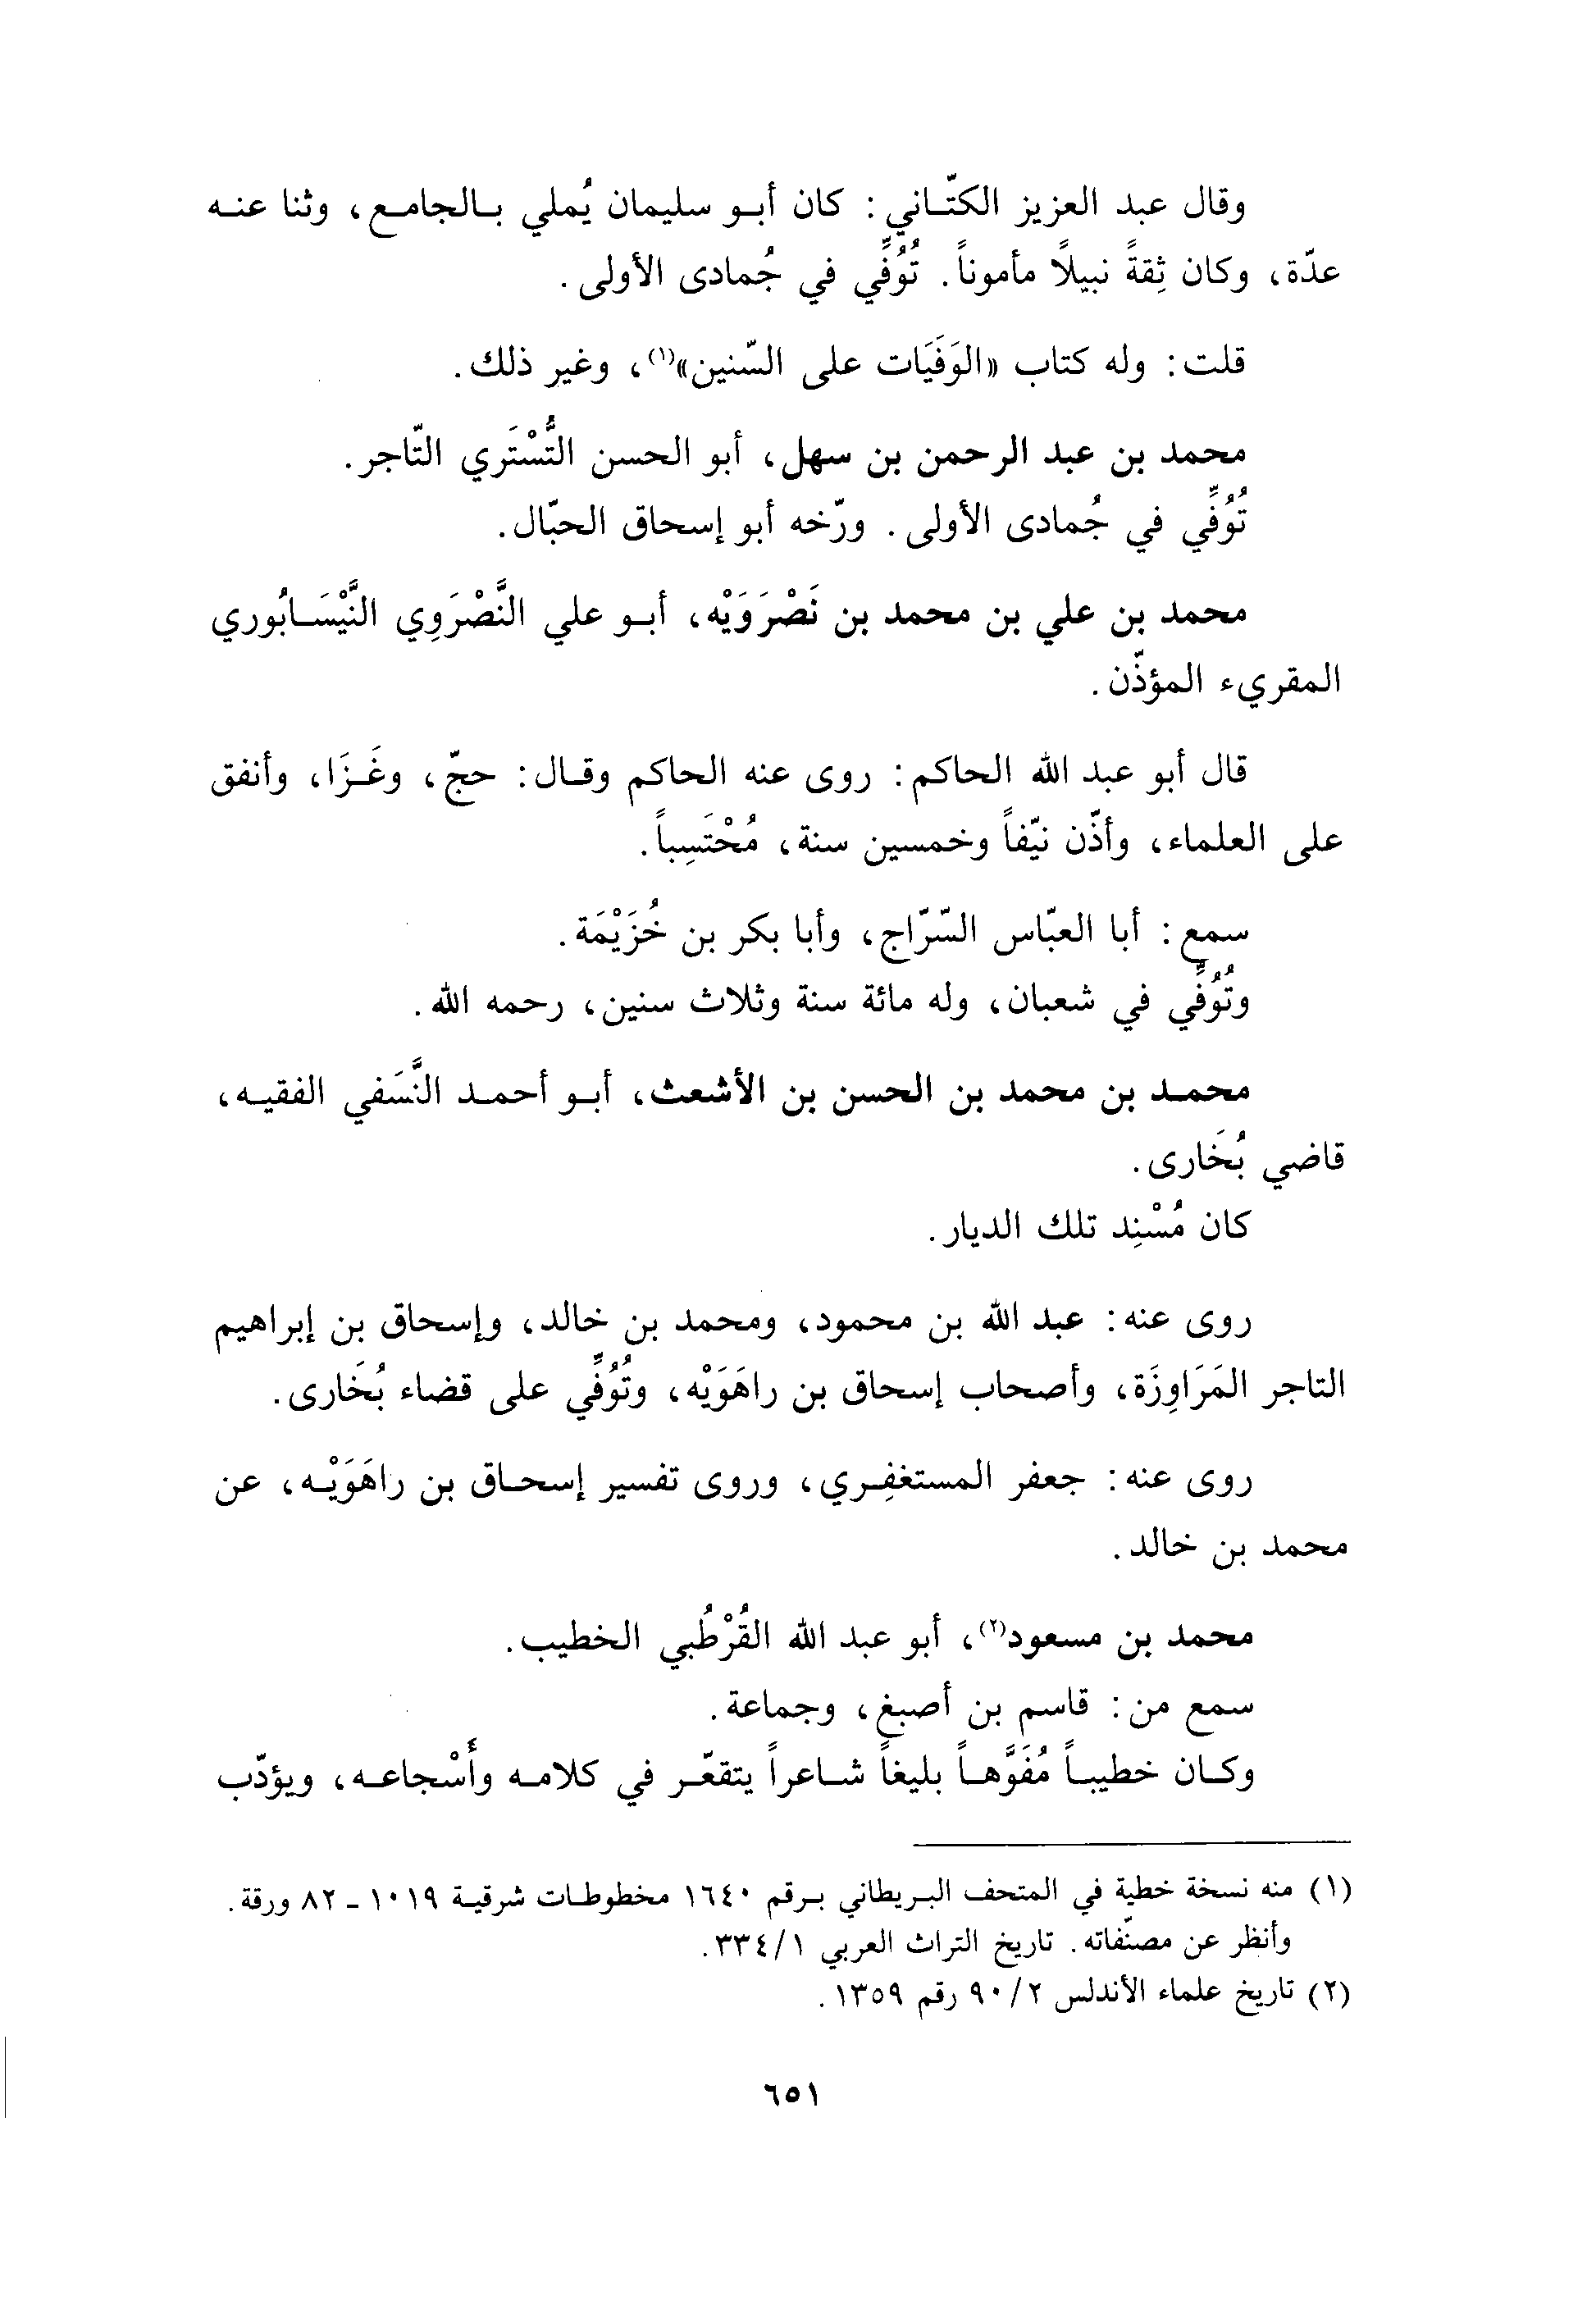 وقال عبد العزيز الكتّاني: كان أبو سليمان يُملي بالجامع، وثنا عنه
عدّة، وكان ثِقةً نبيلاً مأموناً. تُوُفِّي في جُمادى الأولى.
قلت: وله كتاب «الوَفَيَات على السّنين»(١)، وغير ذلك.
محمد بن عبد الرحمن بن سهل، أبو الحسن التُّسْتَري التّاجر.
تُوُفِّي في جُمادى الأولى. ورّخه أبو إسحاق الحبّال.
محمد بن علي بن محمد بن نَصْرَوَيْه، أبو علي النَّصْرَوِي النَّيْسَابُوري
المقريء المؤذّن.
قال أبو عبد الله الحاكم: روى عنه الحاكم وقال: حجّ، وغَزَا، وأنفق
على العلماء، وأذّن نيّفاً وخمسين سنة، مُحْتَسِباً.
سمع: أبا العبّاس السّرّاج، وأبا بكر بن خُزَيْمَة.
وتُوُفِّي في شعبان، وله مائة سنة وثلاث سنين، رحمه الله.
محمد بن محمد بن الحسن بن الأشعث، أبو أحمد النَّسَفي الفقيه،
قاضي بُخَارى.
كان مُسْنِد تلك الديار.
روى عنه: عبد الله بن محمود، ومحمد بن خالد، وإسحاق بن إبراهيم
التاجر المَرَاوِزَة، وأصحاب إسحاق بن راهَوَيْه، وتُوُفِّي على قضاء بُخَارى.
روى عنه: جعفر المستغفِري، وروى تفسير إسحاق بن راهَوَيْه، عن
محمد بن خالد.
محمد بن مسعود(٢)، أبو عبد الله القُرْطُبي الخطيب.
سمع من: قاسم بن أصبغ، وجماعة.
وكان خطيباً مُفَوَّهاً بليغاً شاعراً يتقعّر في كلامه وأَسْجاعه، ويؤدّب
(١) منه نسخة خطية في المتحف البريطاني برقم ١٦٤٠ مخطوطات شرقية ١٠١٩ - ٨٢ ورقة.
وأنظر عن مصنّفاته. تاريخ التراث العربي ١/٣٣٤.
(٢) تاريخ علماء الأندلس ٢/٩٠ رقم ١٣٥٩.
٦٥١